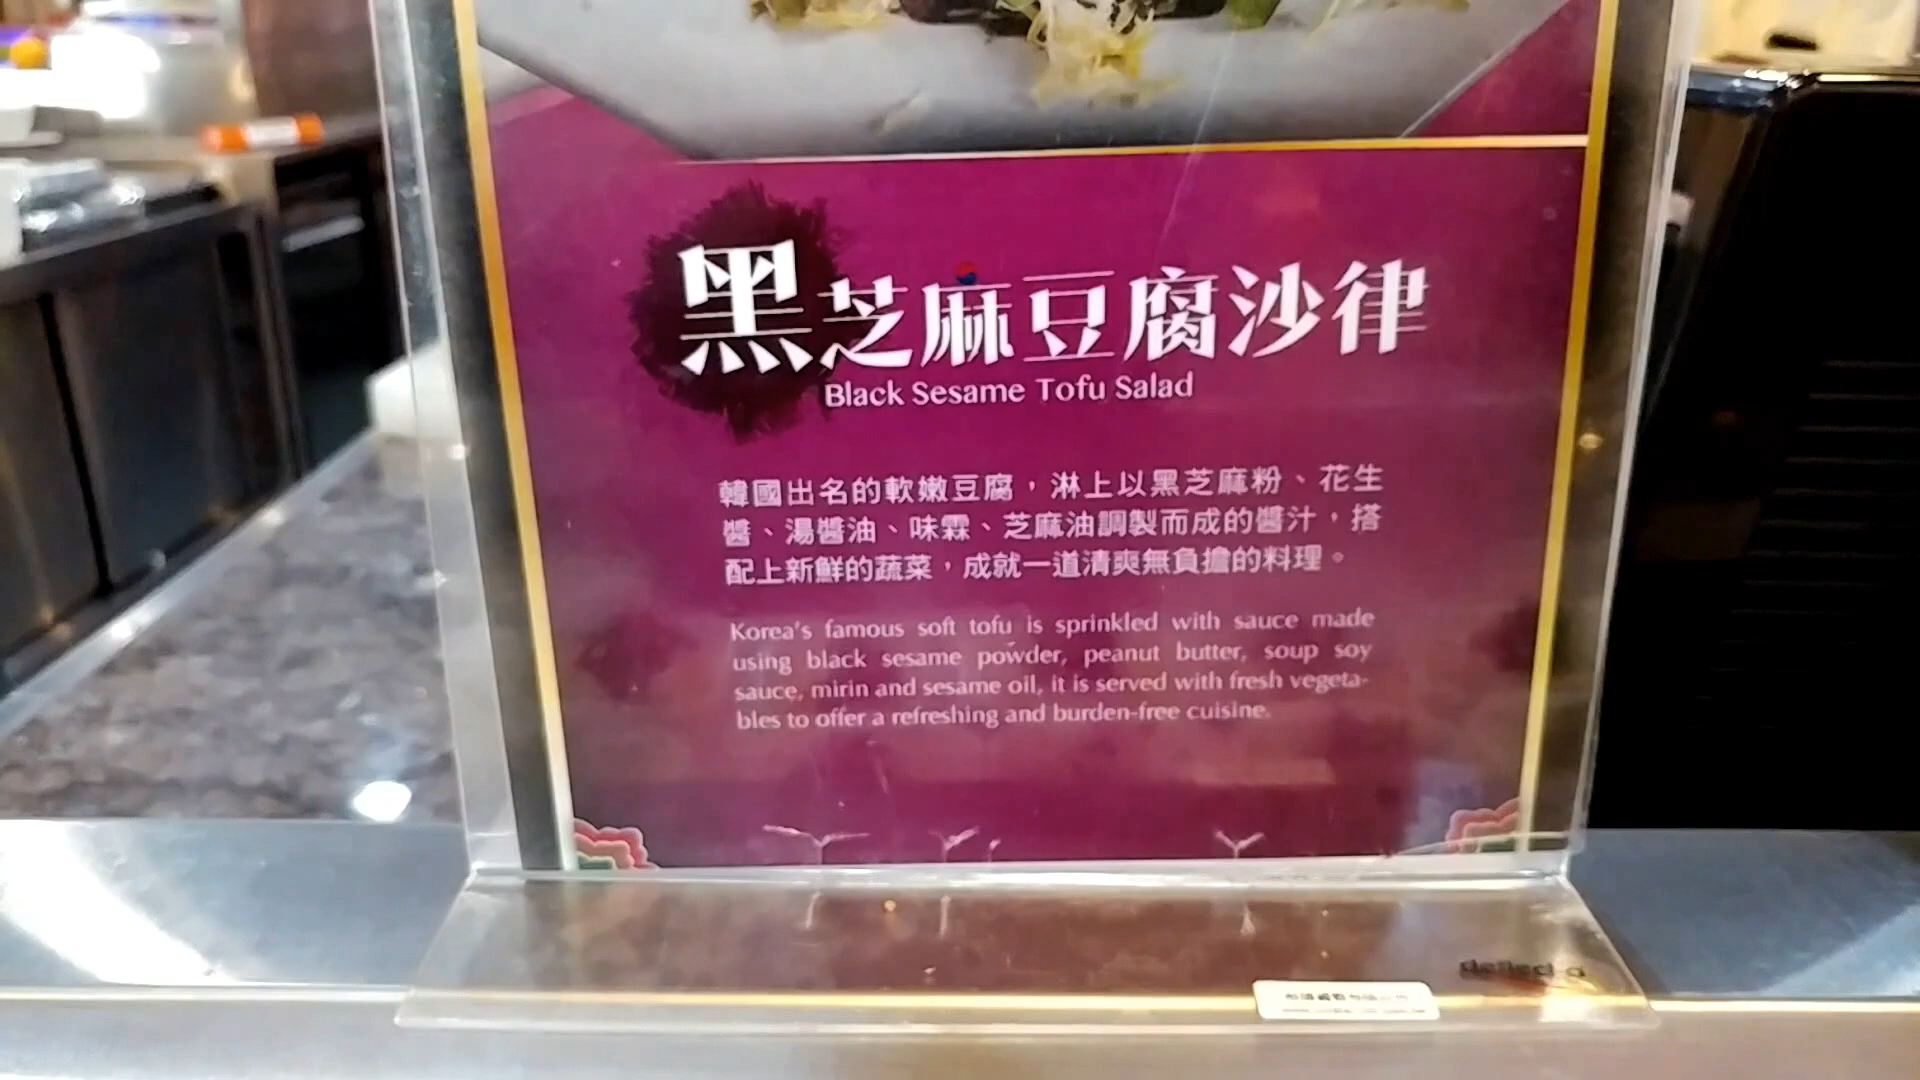 黑芝麻豆腐沙律
Black Sesame Tofu Salad
韓國出名的軟嫩豆腐，淋上以黑芝麻粉、花生
醬、湯醬油、味霖、芝麻油調製而成的醬汁，搭
配上新鮮的蔬菜，成就一道清爽無負擔的料理。
Korea's famous soft tofu is sprinkled with sauce made
using black sesame powder, peanut butter, soup soy
sauce, mirin and sesame oil, it is served with fresh vegeta-
bles to offer a refreshing and burden-free cuisine.